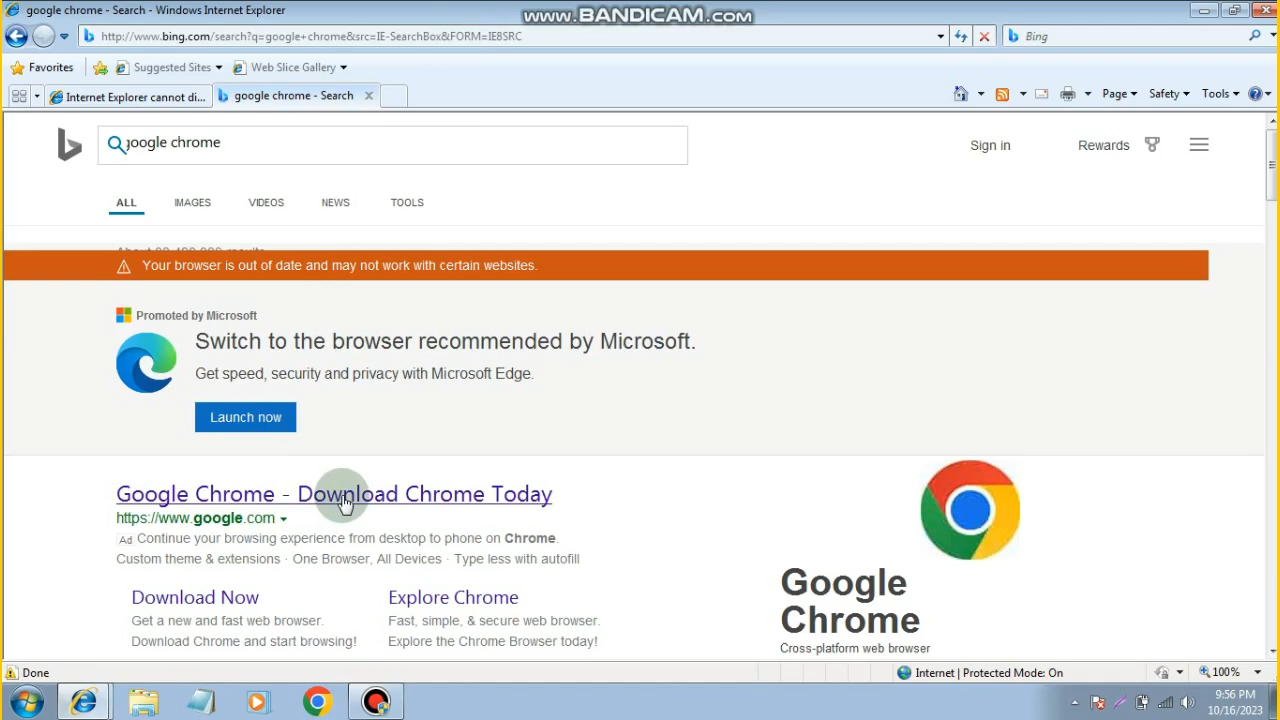 google chrome - Search - Windows Internet Explorer
www.BANDICAM.com
http://www.bing.com/search?q=google+chrome&src=IE-SearchBox&FORM=IE8SRC
Bing
Favorites
Suggested Sites
Web Slice Gallery
Internet Explorer cannot di...
google chrome - Search
Page
Safety
Tools
google chrome
Sign in
Rewards
ALL
IMAGES
VIDEOS
NEWS
TOOLS
Your browser is out of date and may not work with certain websites.
Promoted by Microsoft
Switch to the browser recommended by Microsoft.
Get speed, security and privacy with Microsoft Edge.
Launch now
Google Chrome - Download Chrome Today
https://www.google.com
Ad Continue your browsing experience from desktop to phone on Chrome.
Custom theme & extensions · One Browser, All Devices · Type less with autofill
Download Now
Get a new and fast web browser.
Download Chrome and start browsing!
Explore Chrome
Fast, simple, & secure web browser.
Explore the Chrome Browser today!
Google
Chrome
Cross-platform web browser
Done
Internet | Protected Mode: On
100%
9:56 PM
10/16/2023